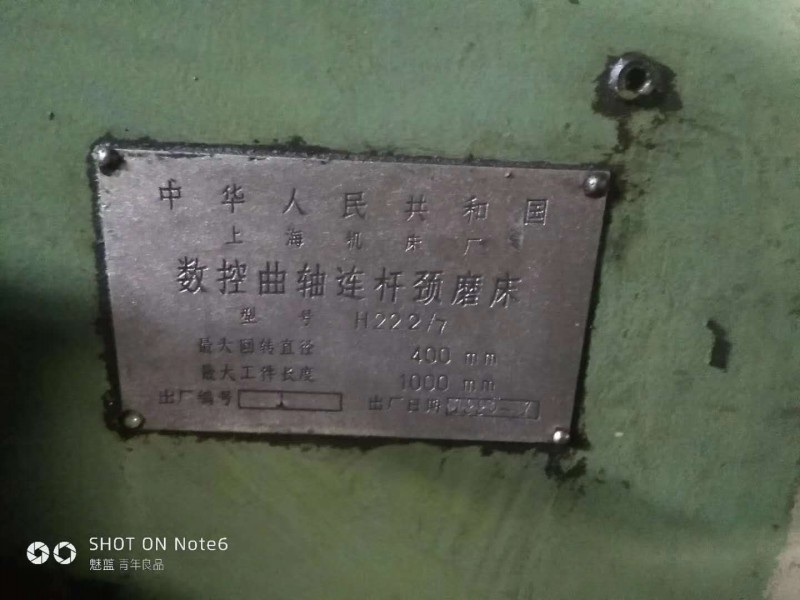 中华人民共和国
上海机床厂
数控曲轴连杆颈磨床
型号 H222/7
最大回转直径 400 mm
最大工件长度 1000 mm
出厂编号 1 出厂日期
SHOT ON Note6
魅蓝 青年良品